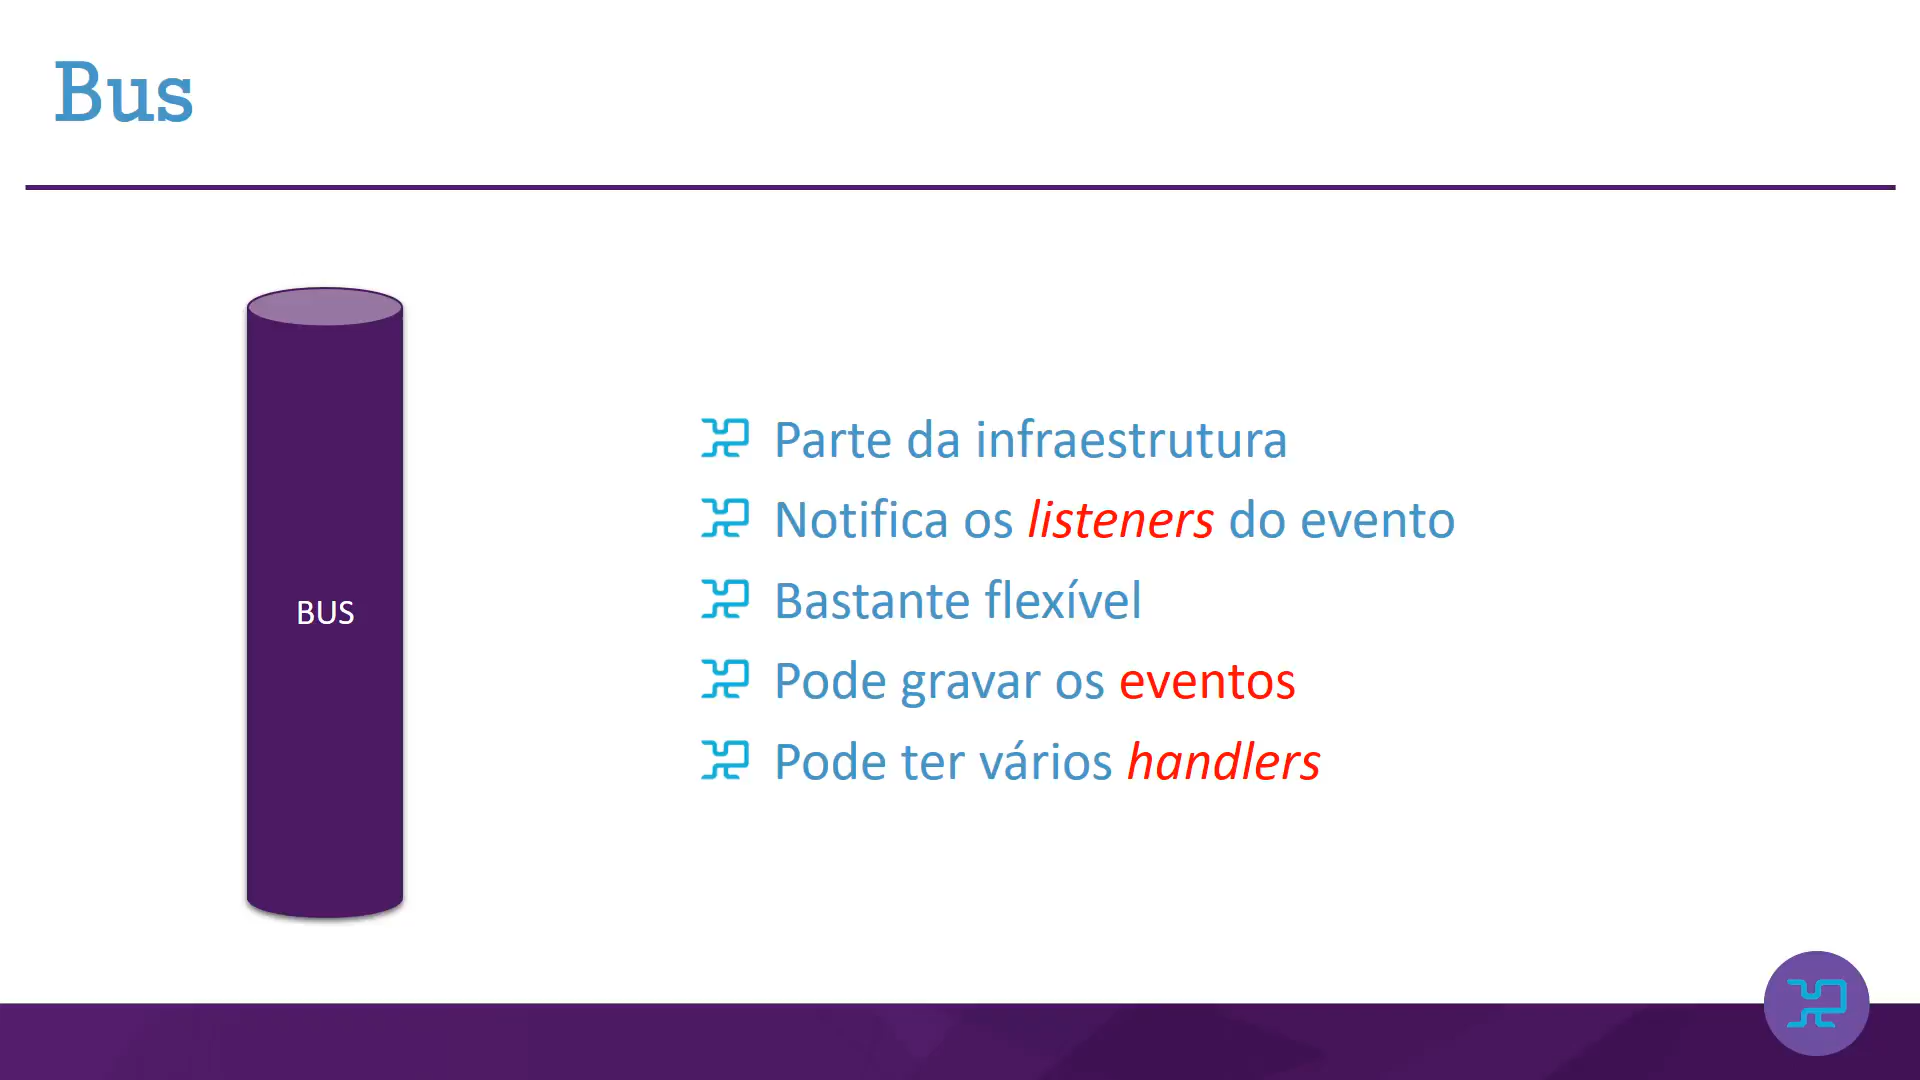 Bus
BUS
Parte da infraestrutura
Notifica os listeners do evento
Bastante flexível
Pode gravar os eventos
Pode ter vários handlers